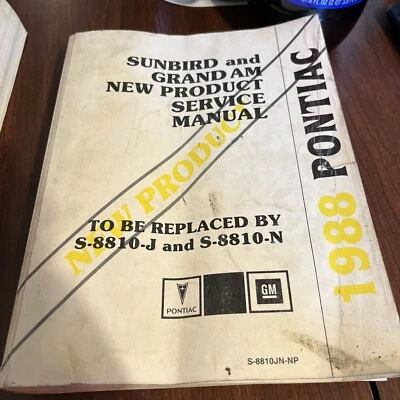 SUNBIRD and
GRAND AM
NEW PRODUCT
SERVICE
MANUAL
NEW PRODUCT
TO BE REPLACED BY
S-8810-J and S-8810-N
1988 PONTIAC
PONTIAC
GM
S-8810JN-NP